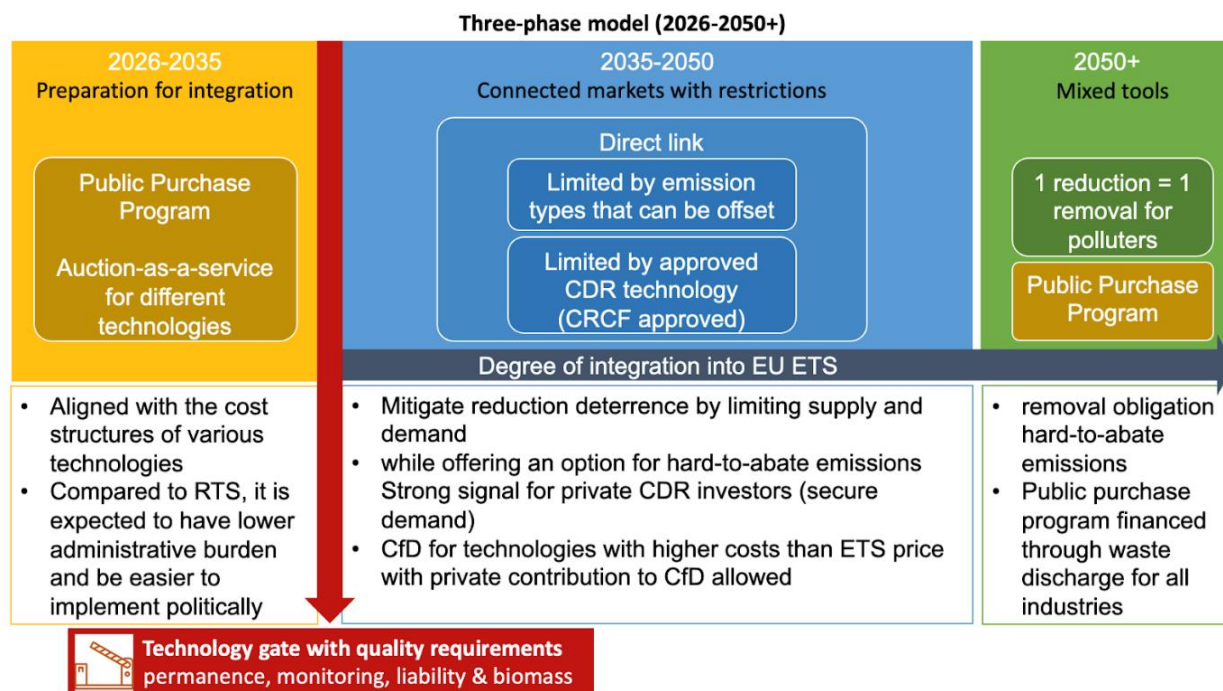 Three-phase model (2026-2050+)
2026-2035
Preparation for integration
Public Purchase
Program
Auction-as-a-service
for different
technologies
2035-2050
Connected markets with restrictions
Direct link
Limited by emission
types that can be offset
Limited by approved
CDR technology
(CRCF approved)
2050+
Mixed tools
1 reduction = 1
removal for
polluters
Public Purchase
Program
Degree of integration into EU ETS
• Aligned with the cost
structures of various
technologies
• Compared to RTS, it is
expected to have lower
administrative burden
and be easier to
implement politically
• Mitigate reduction deterrence by limiting supply and
demand
• while offering an option for hard-to-abate emissions
Strong signal for private CDR investors (secure
demand)
• CfD for technologies with higher costs than ETS price
with private contribution to CfD allowed
• removal obligation
hard-to-abate
emissions
• Public purchase
program financed
through waste
discharge for all
industries
Technology gate with quality requirements
permanence, monitoring, liability & biomass